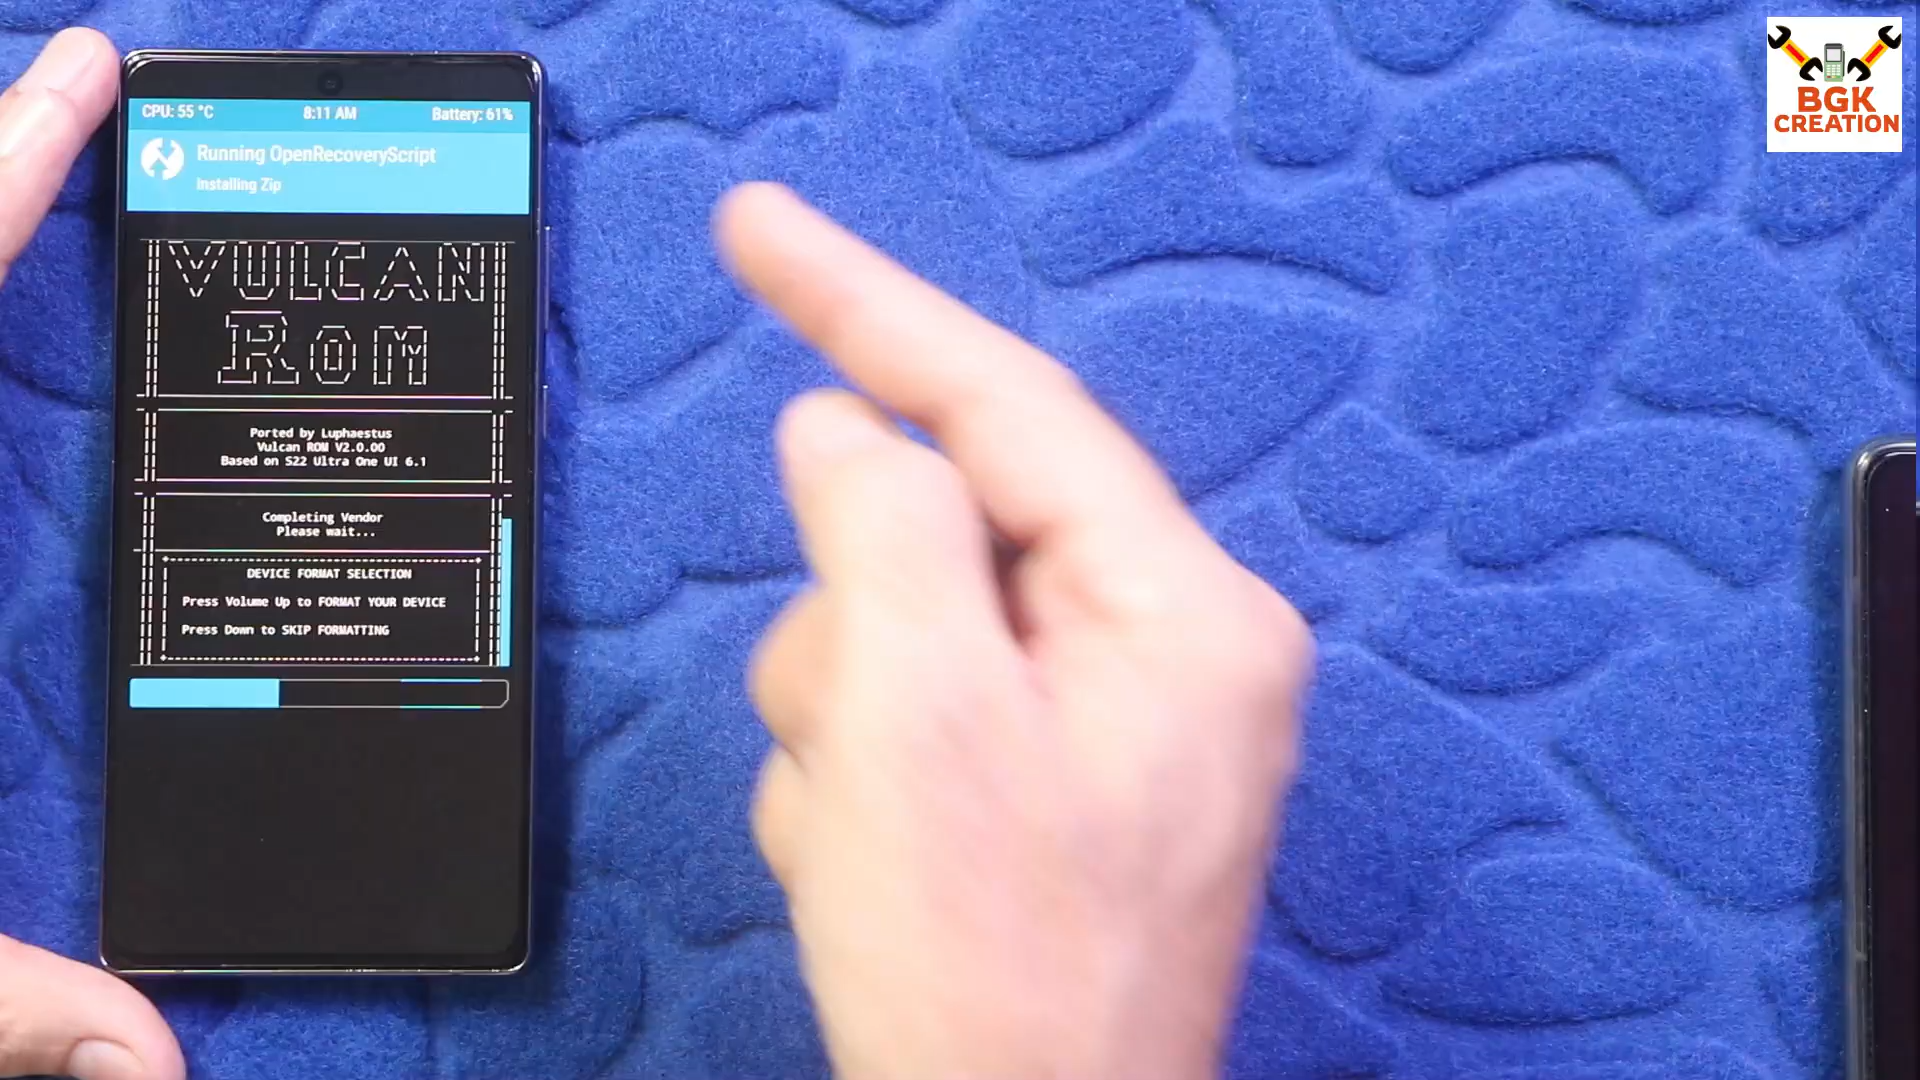 CPU: 55 °C 8:11 AM Battery: 61%
Running OpenRecoveryScript
Installing Zip
VULCAN
ROM
Ported by Luphaestus
Vulcan ROM V2.0.00
Based on S22 Ultra One UI 6.1
Completing Vendor
Please wait...
DEVICE FORMAT SELECTION
Press Volume Up to FORMAT YOUR DEVICE
Press Down to SKIP FORMATTING
BGK
CREATION